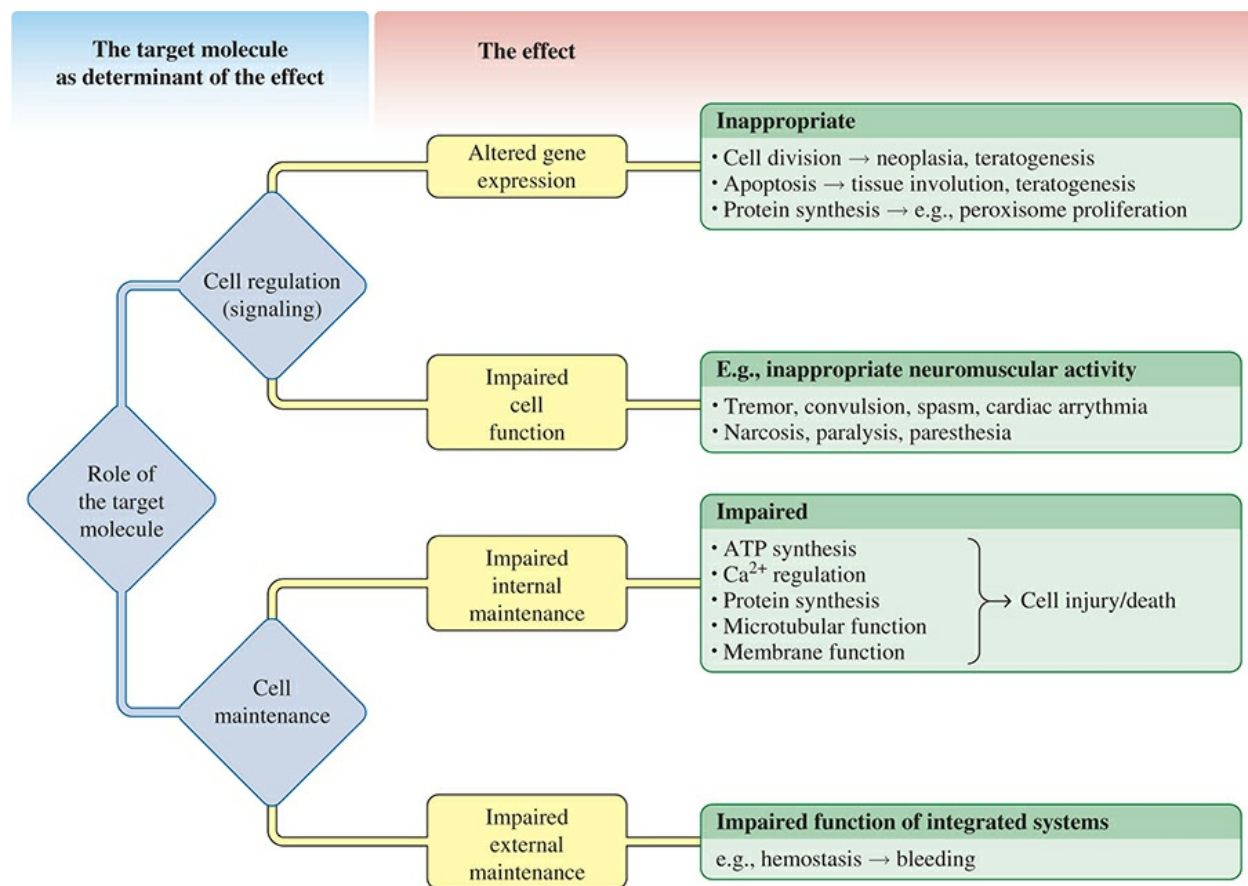 The target molecule
as determinant of the effect
The effect
Role of
the target
molecule
Cell regulation
(signaling)
Altered gene
expression
Inappropriate
• Cell division → neoplasia, teratogenesis
• Apoptosis → tissue involution, teratogenesis
• Protein synthesis → e.g., peroxisome proliferation
Impaired
cell
function
E.g., inappropriate neuromuscular activity
• Tremor, convulsion, spasm, cardiac arrythmia
• Narcosis, paralysis, paresthesia
Cell
maintenance
Impaired
internal
maintenance
Impaired
• ATP synthesis
• Ca²⁺ regulation
• Protein synthesis
• Microtubular function
• Membrane function
→ Cell injury/death
Impaired
external
maintenance
Impaired function of integrated systems
e.g., hemostasis → bleeding